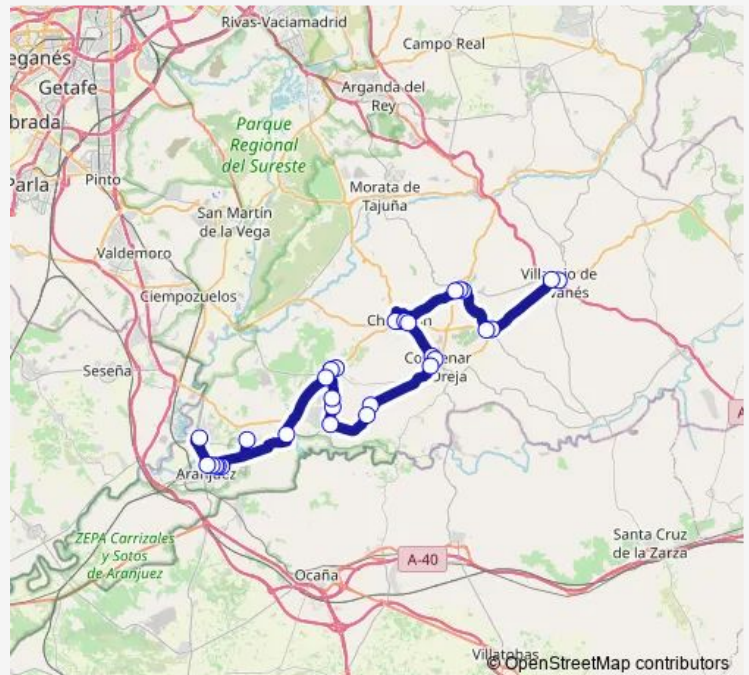 Rivas-Vaciamadrid
Campo Real
Getafe
Arganda del
Rey
Parque
Regional
del Sureste
Parla
Pinto
Morata de
Tajuña
San Martín
de la Vega
Valdemoro
Ciempozuelos
Seseña
Aranjuez
ZEPA Carrizales
y Sotos
de Aranjuez
Santa Cruz
de la Zarza
A-40
Ocaña
© OpenStreetMap contributors